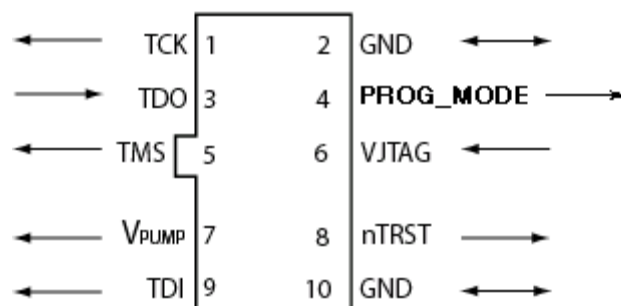 TCK 1 2 GND
TDO 3 4 PROG_MODE
TMS 5 6 VJTAG
VPUMP 7 8 nTRST
TDI 9 10 GND